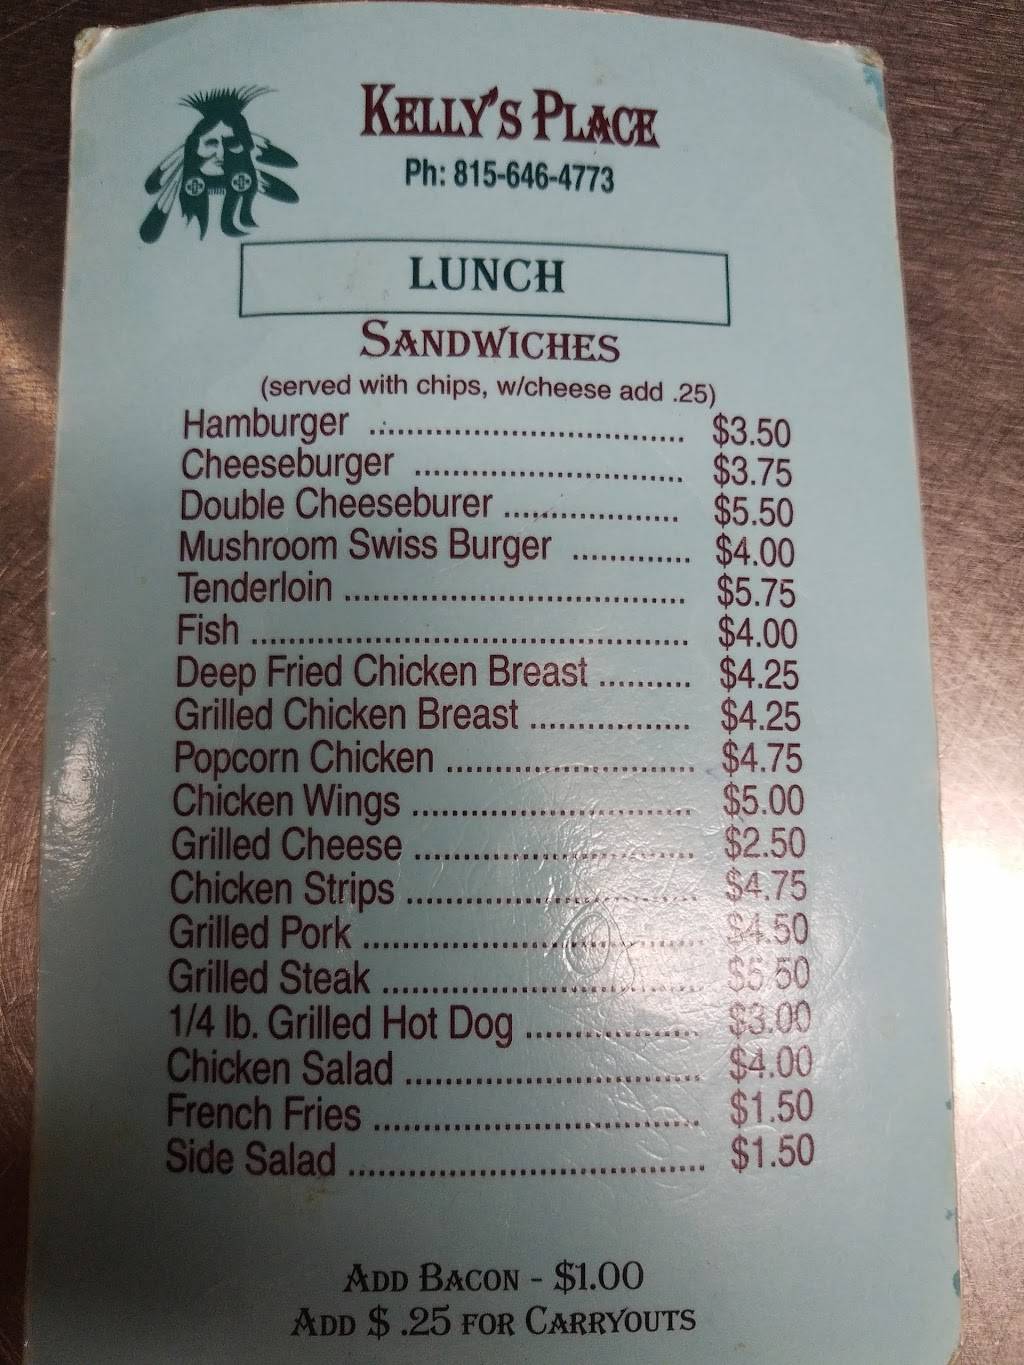 KELLY'S PLACE
Ph: 815-646-4773
LUNCH
SANDWICHES
(served with chips, w/cheese add .25)
Hamburger ................................ $3.50
Cheeseburger ........................... $3.75
Double Cheeseburer .................. $5.50
Mushroom Swiss Burger ............ $4.00
Tenderloin ................................... $5.75
Fish ............................................ $4.00
Deep Fried Chicken Breast .......... $4.25
Grilled Chicken Breast ................ $4.25
Popcorn Chicken ......................... $4.75
Chicken Wings ............................ $5.00
Grilled Cheese ............................ $2.50
Chicken Strips ............................. $4.75
Grilled Pork .................................. $4.50
Grilled Steak ................................ $5.50
1/4 lb. Grilled Hot Dog ................. $3.00
Chicken Salad .............................. $4.00
French Fries ................................. $1.50
Side Salad .................................... $1.50
ADD BACON - $1.00
ADD $ .25 FOR CARRYOUTS